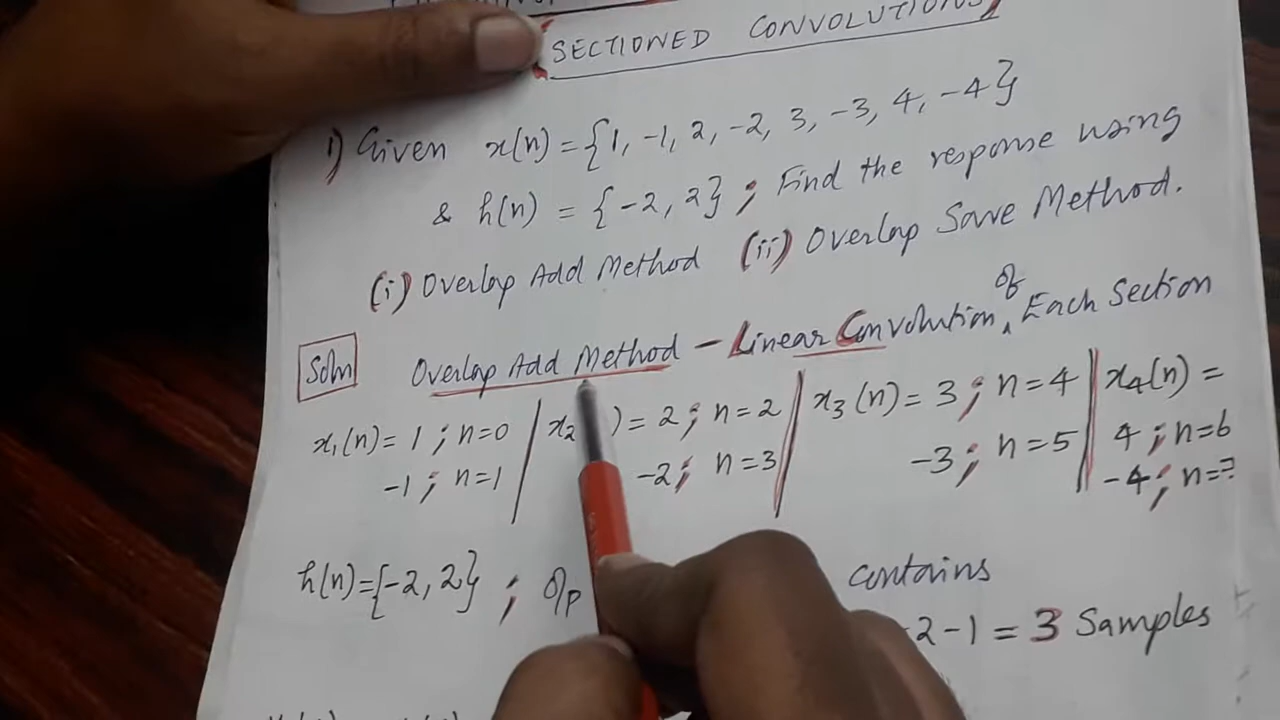 SECTIONED CONVOLUTIONS
1) Given x(n) = {1, -1, 2, -2, 3, -3, 4, -4}
& h(n) = {-2, 2} ; Find the response using
(i) Overlap Add Method (ii) Overlap Save Method.
Soln Overlap Add Method - Linear Convolution of Each Section
x₁(n) = 1 ; n=0 | x₂ ) = 2 ; n=2 | x₃(n) = 3 ; n=4 | x₄(n) =
-1 ; n=1 -2 ; n=3 -3 ; n=5 4 ; n=6
-4 ; n=?
h(n)={-2, 2} ; O/p contains
-2-1 = 3 Samples